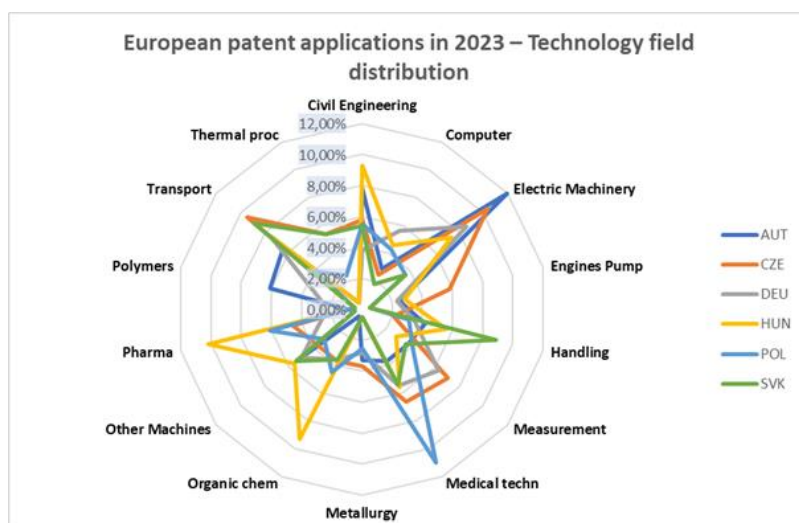 European patent applications in 2023 – Technology field
distribution
Civil Engineering
12,00%
Thermal proc
Computer
10,00%
Transport
Electric Machinery
8,00%
6,00%
4,00%
Polymers
Engines Pump
2,00%
0,00%
Pharma
Handling
Other Machines
Measurement
Organic chem
Medical techn
Metallurgy
AUT
CZE
DEU
HUN
POL
SVK